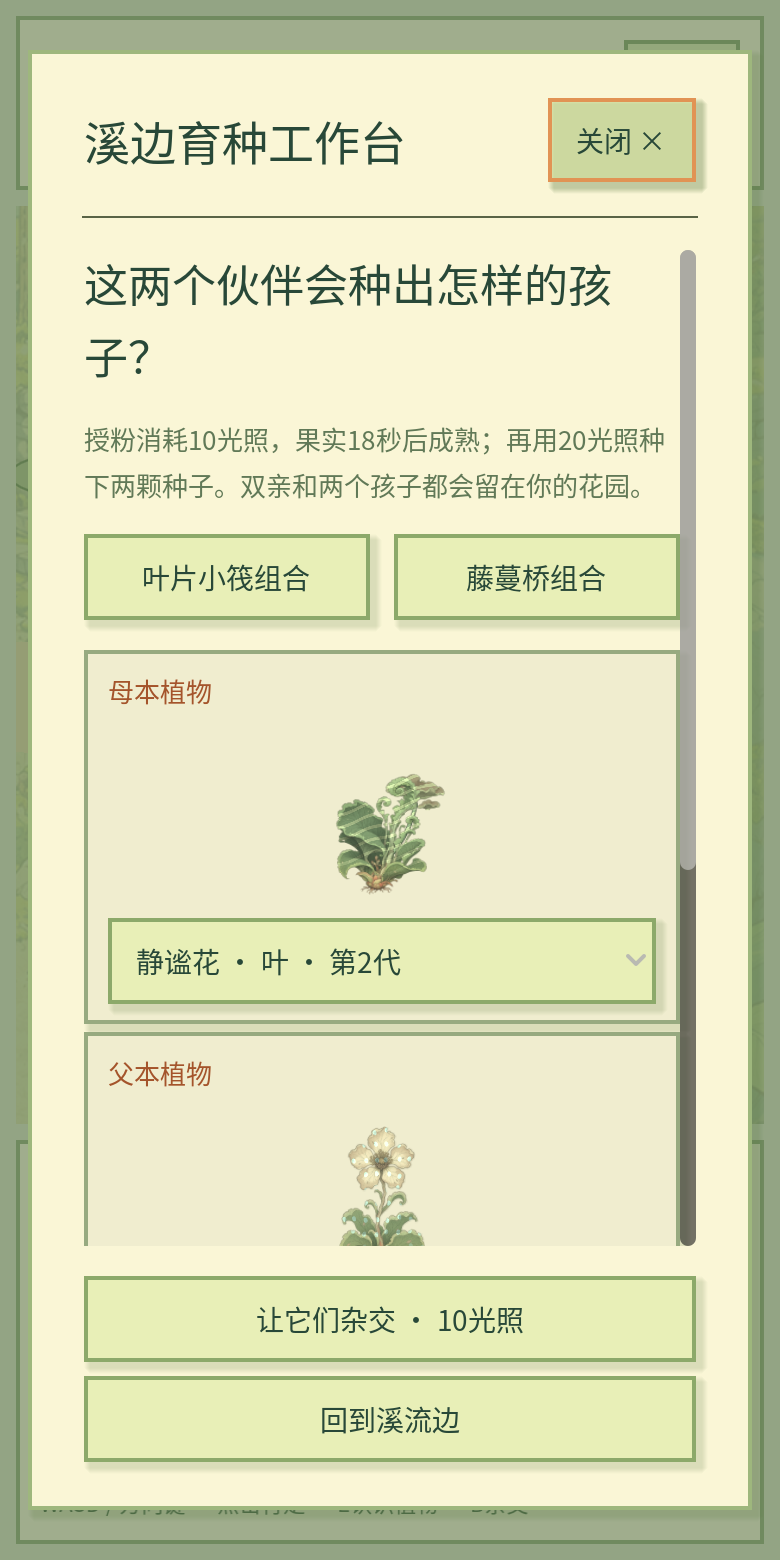 溪边育种工作台
关闭 ×
这两个伙伴会种出怎样的孩
子？
授粉消耗10光照，果实18秒后成熟；再用20光照种
下两颗种子。双亲和两个孩子都会留在你的花园。
叶片小筏组合
藤蔓桥组合
母本植物
静谧花 · 叶 · 第2代
父本植物
让它们杂交 · 10光照
回到溪流边